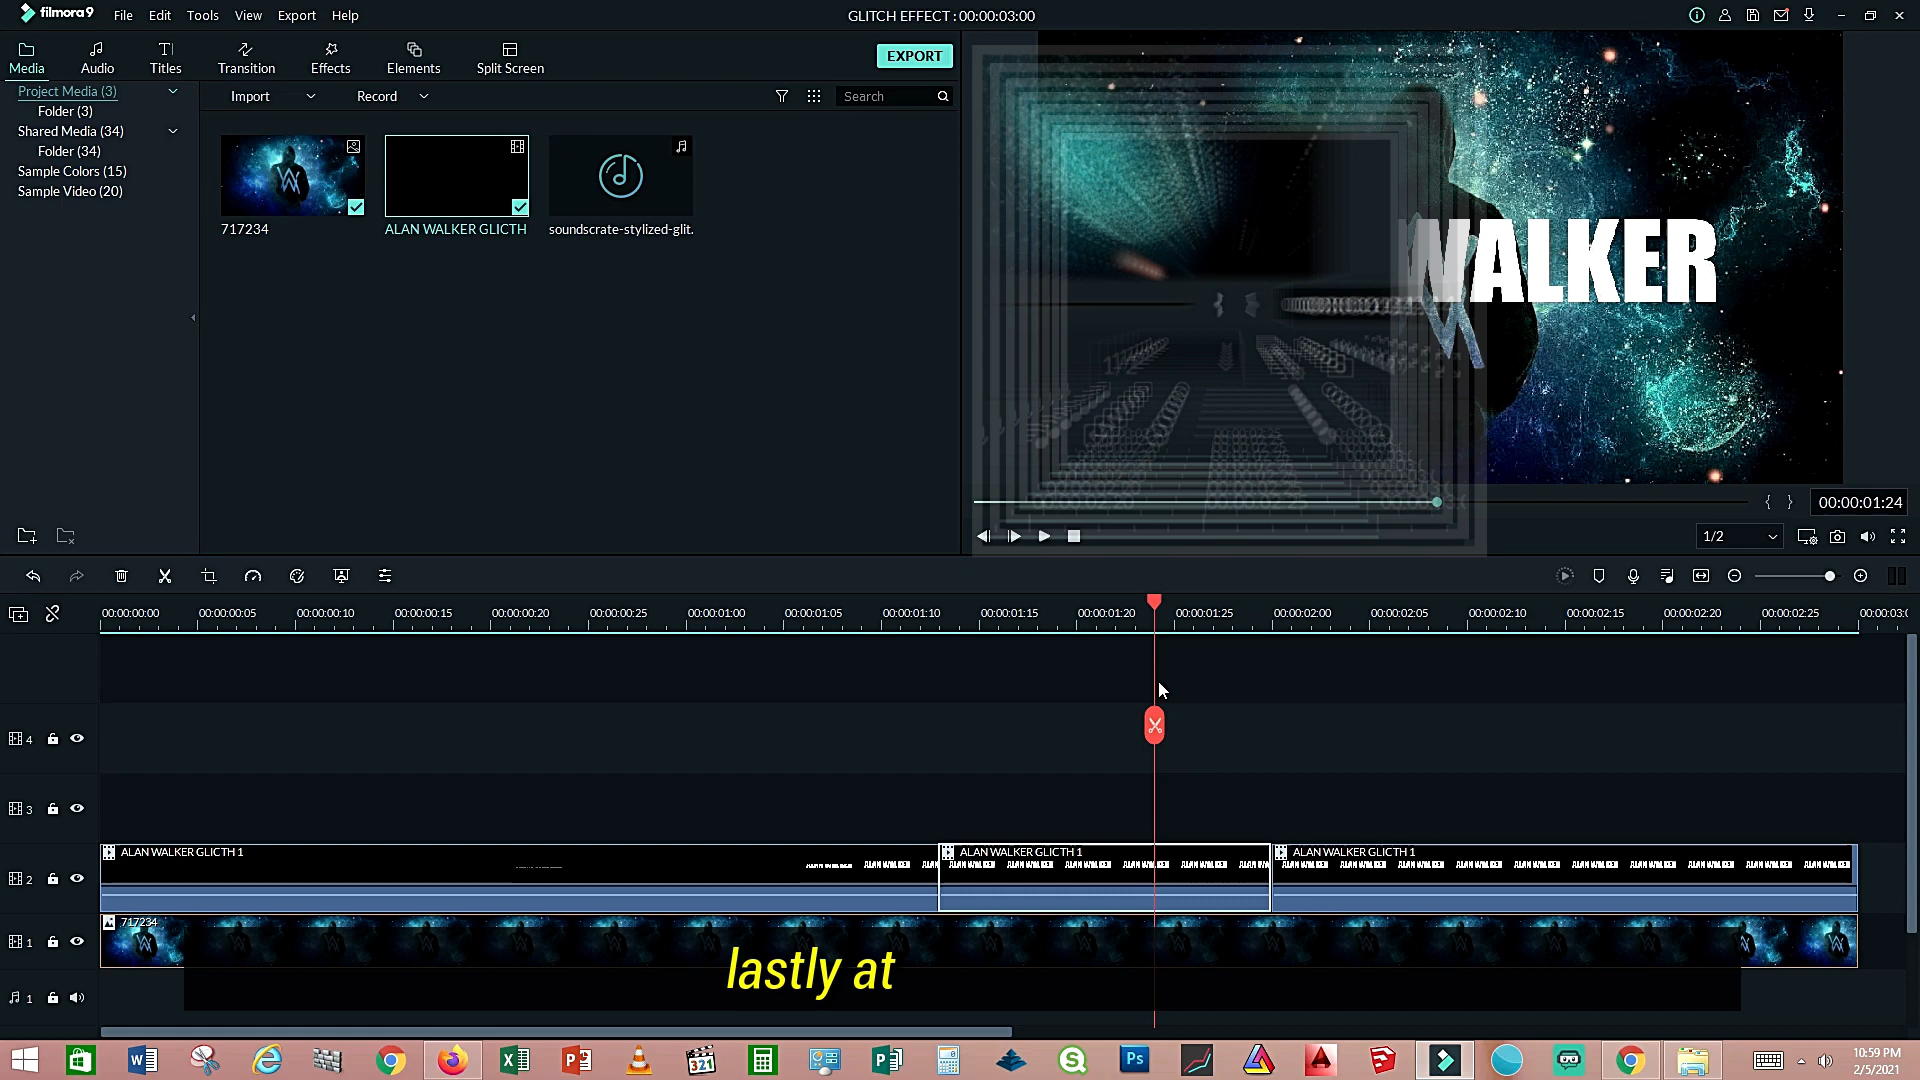 filmora9 File Edit Tools View Export Help GLITCH EFFECT : 00:00:03:00
Media Audio Titles Transition Effects Elements Split Screen EXPORT
Project Media (3)
Folder (3)
Shared Media (34)
Folder (34)
Sample Colors (15)
Sample Video (20)
Import Record Search
717234 ALAN WALKER GLICTH soundscrate-stylized-glit.
WALKER
00:00:01:24
1/2
00:00:00:00 00:00:00:05 00:00:00:10 00:00:00:15 00:00:00:20 00:00:00:25 00:00:01:00 00:00:01:05 00:00:01:10 00:00:01:15 00:00:01:20 00:00:01:25 00:00:02:00 00:00:02:05 00:00:02:10 00:00:02:15 00:00:02:20 00:00:02:25 00:00:03:0
4
3
ALAN WALKER GLICTH 1 ALAN WALKER GLICTH 1 ALAN WALKER GLICTH 1
2
717234
1
lastly at
1
321
Ps
10:59 PM
2/5/2021